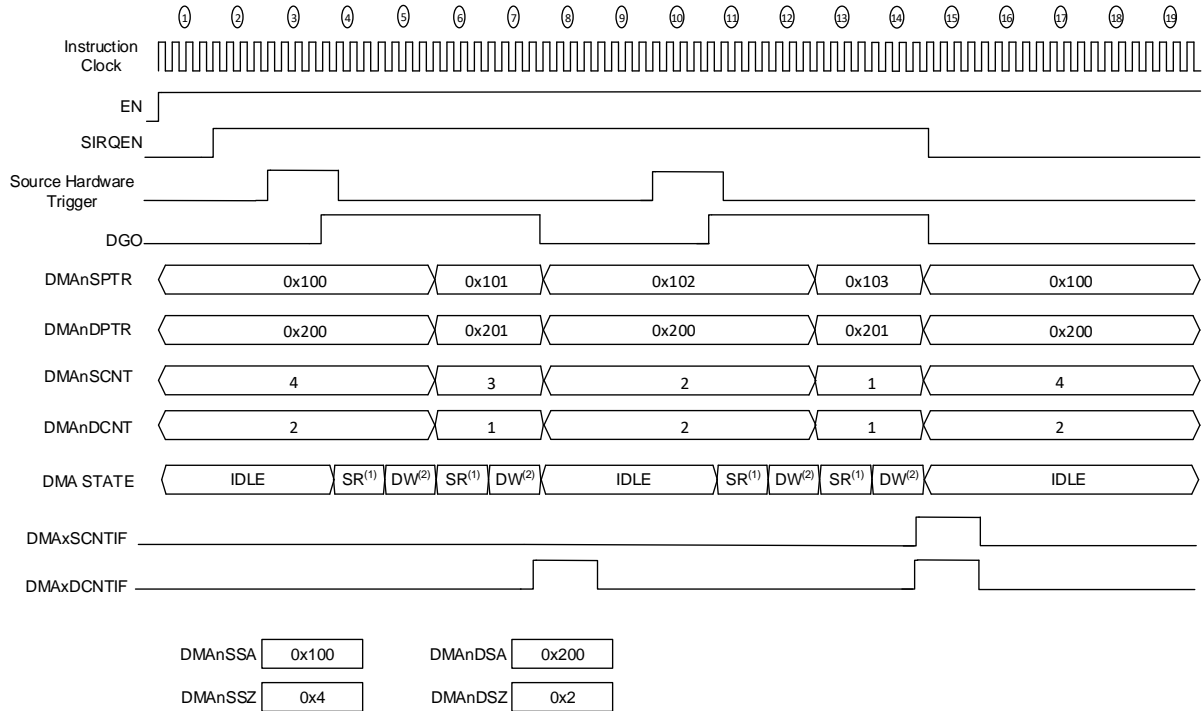 1 2 3 4 5 6 7 8 9 10 11 12 13 14 15 16 17 18 19
Instruction
Clock
EN
SIRQEN
Source Hardware
Trigger
DGO
DMAnSPTR 0x100 0x101 0x102 0x103 0x100
DMAnDPTR 0x200 0x201 0x200 0x201 0x200
DMAnSCNT 4 3 2 1 4
DMAnDCNT 2 1 2 1 2
DMA STATE IDLE SR(1) DW(2) SR(1) DW(2) IDLE SR(1) DW(2) SR(1) DW(2) IDLE
DMAxSCNTIF
DMAxDCNTIF
DMAnSSA 0x100 DMAnDSA 0x200
DMAnSSZ 0x4 DMAnDSZ 0x2